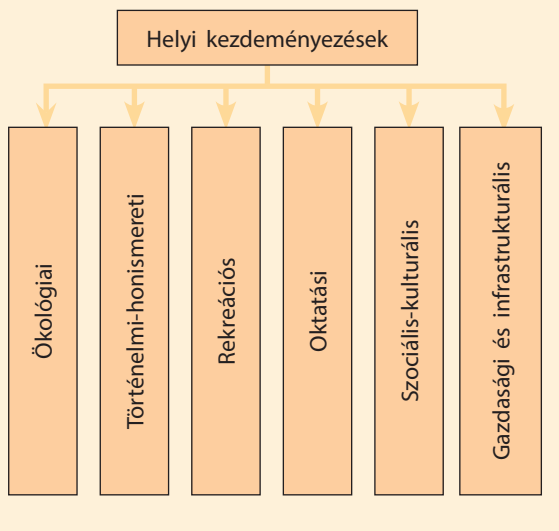 Helyi kezdeményezések
Ökológiai
Történelmi-honismereti
Rekreációs
Oktatási
Szociális-kulturális
Gazdasági és infrastrukturális